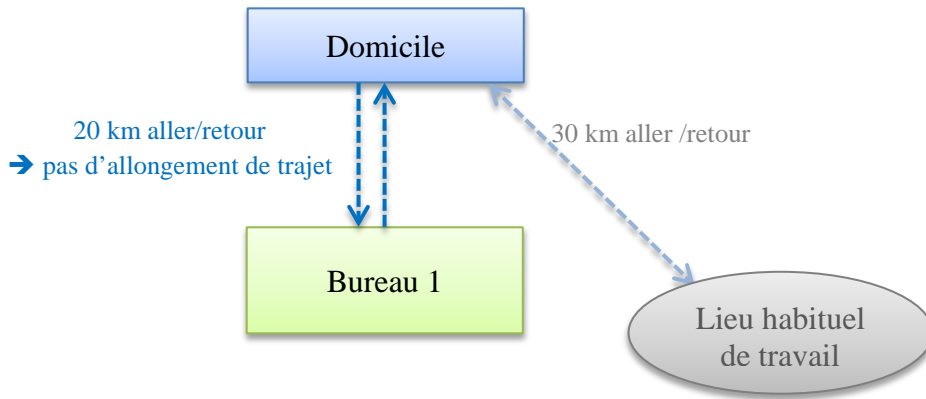 Domicile
20 km aller/retour
➔ pas d’allongement de trajet
30 km aller /retour
Bureau 1
Lieu habituel
de travail